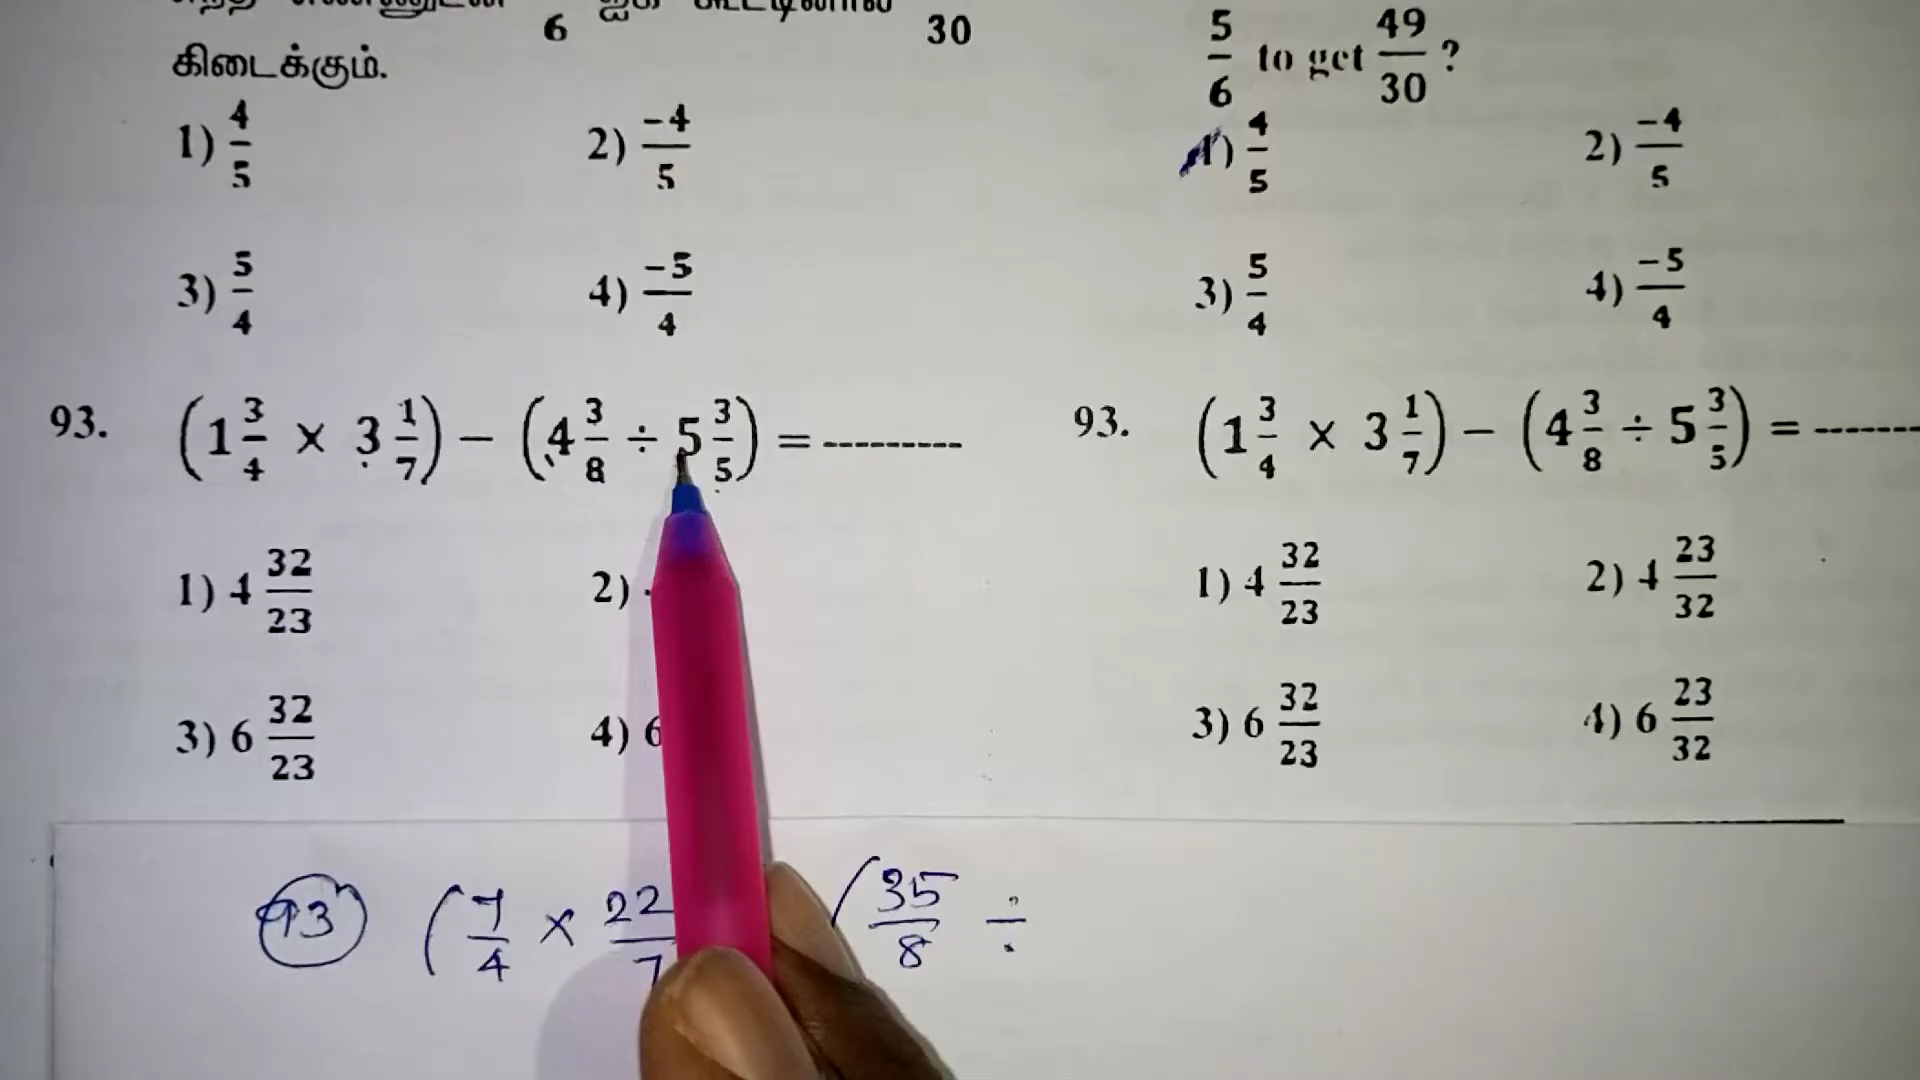 6 30
கிடைக்கும்.
1) 4/5 2) -4/5
3) 5/4 4) -5/4
93. (1 3/4 × 3 1/7) − (4 3/8 ÷ 5 3/5) = ---------
1) 4 32/23 2)
3) 6 32/23 4) 6
5/6 to get 49/30 ?
1) 4/5 2) -4/5
3) 5/4 4) -5/4
93. (1 3/4 × 3 1/7) − (4 3/8 ÷ 5 3/5) = -------
1) 4 32/23 2) 4 23/32
3) 6 32/23 4) 6 23/32
93) (7/4 × 22/7 (35/8 ÷